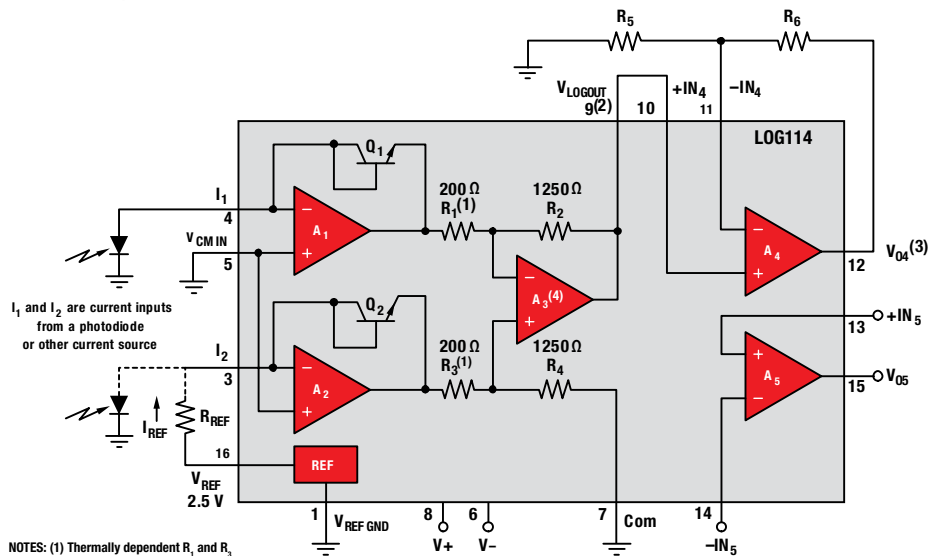 R5
R6
VLOGOUT
+IN4
–IN4
9(2)
10
11
LOG114
Q1
I1
4
200 Ω
R1(1)
1250 Ω
R2
A1
VCM IN
5
A4
VO4(3)
12
I1 and I2 are current inputs
from a photodiode
or other current source
A3(4)
Q2
13
+IN5
I2
3
200 Ω
R3(1)
1250 Ω
R4
A2
A5
VO5
15
IREF
RREF
16
REF
VREF
2.5 V
1
VREF GND
8
6
7
Com
14
V+
V–
–IN5
NOTES: (1) Thermally dependent R1 and R3